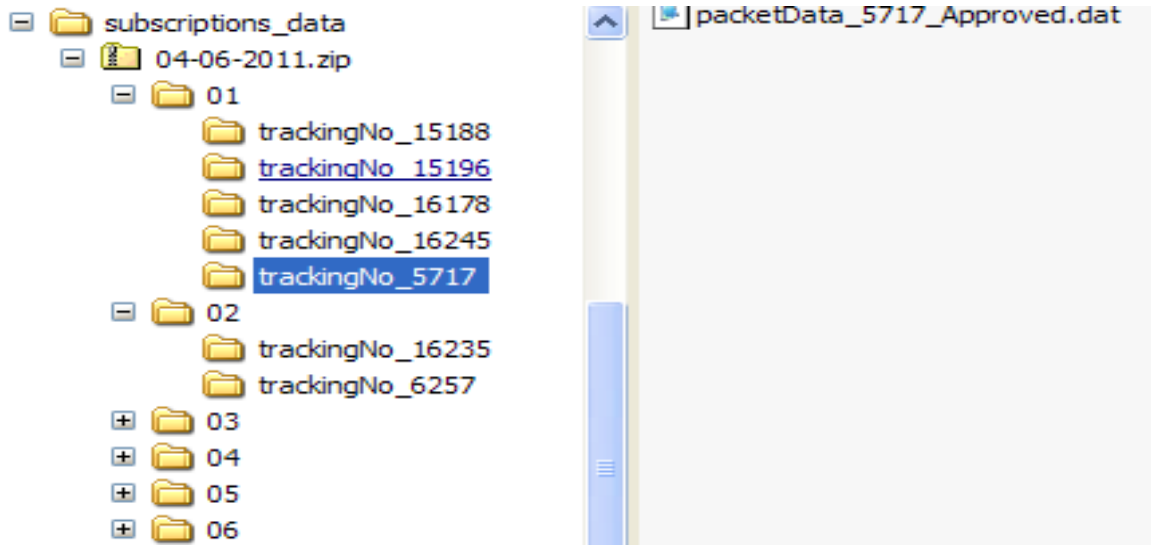 subscriptions_data
04-06-2011.zip
01
trackingNo_15188
trackingNo_15196
trackingNo_16178
trackingNo_16245
trackingNo_5717
02
trackingNo_16235
trackingNo_6257
03
04
05
06
packetData_5717_Approved.dat